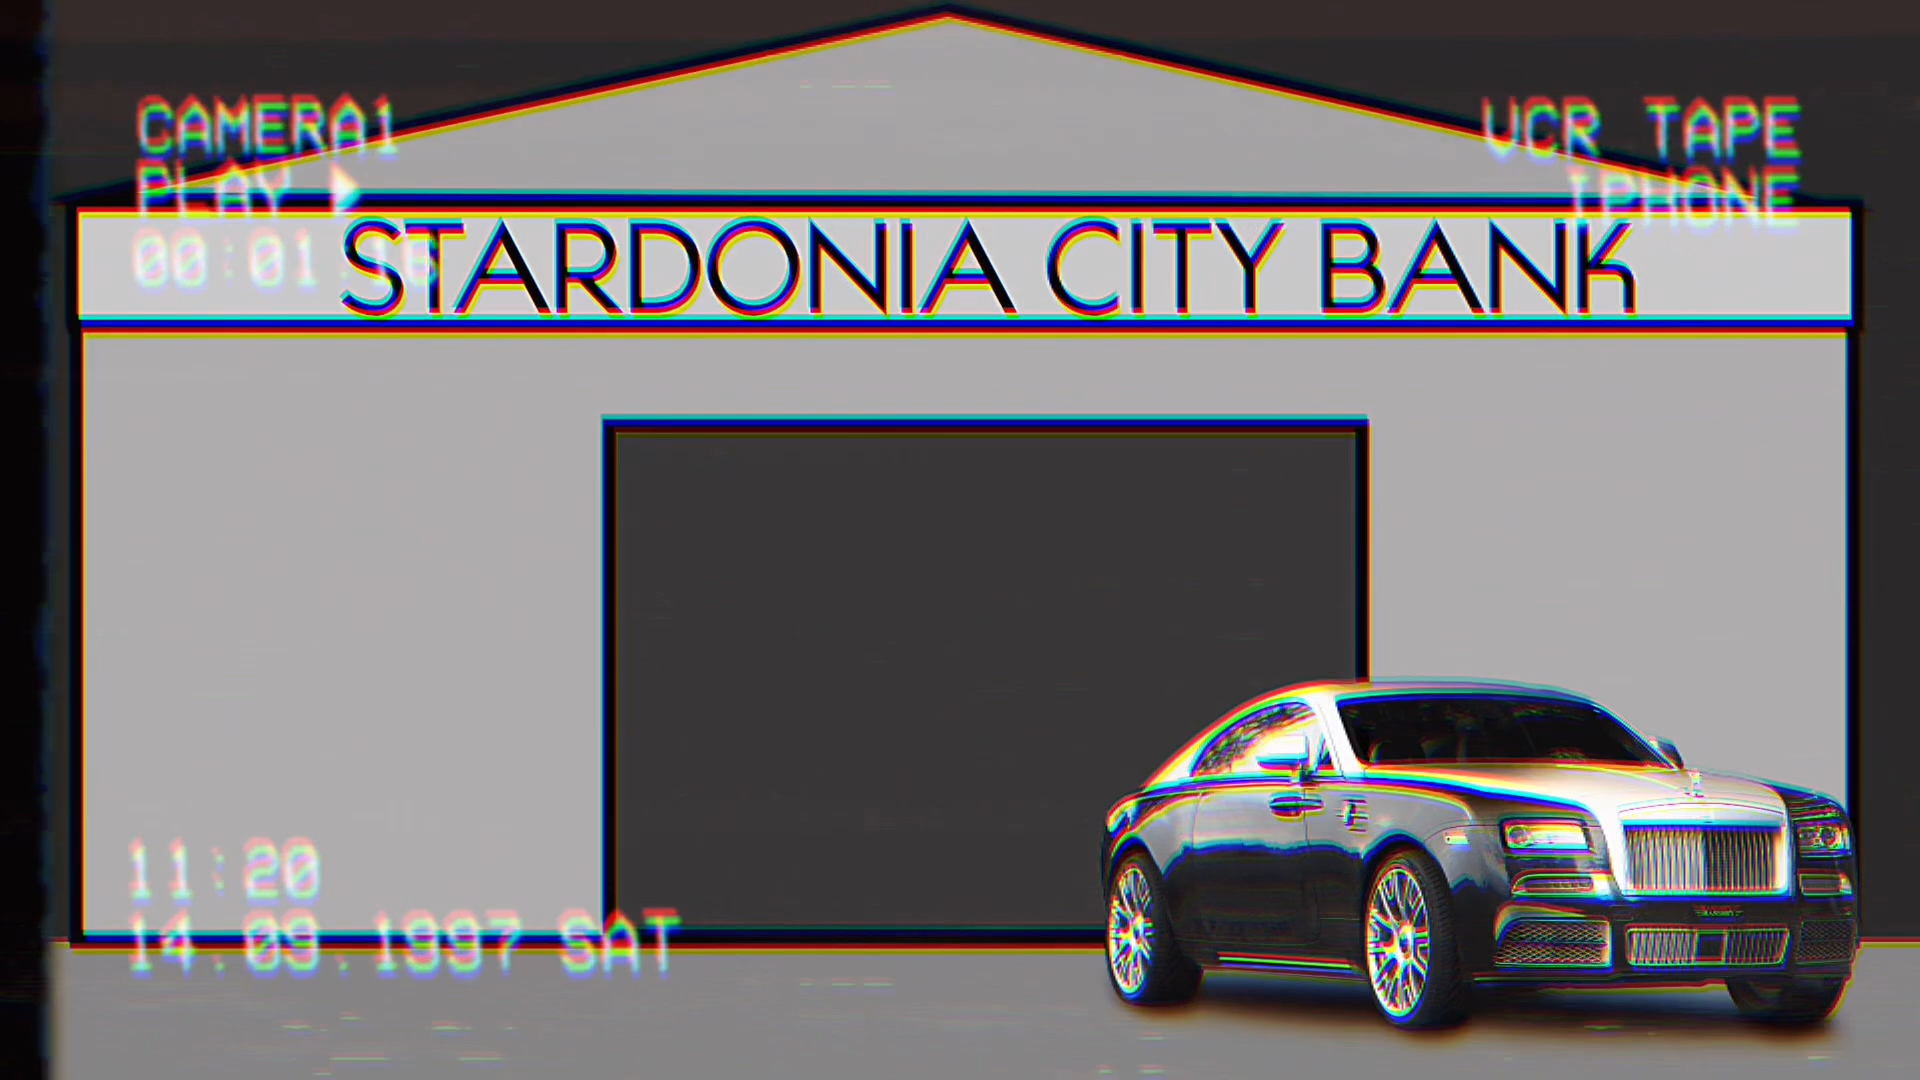 CAMERA1
PLAY
VCR TAPE
IPHONE
STARDONIA CITY BANK
11:20
14.09.1997 SAT